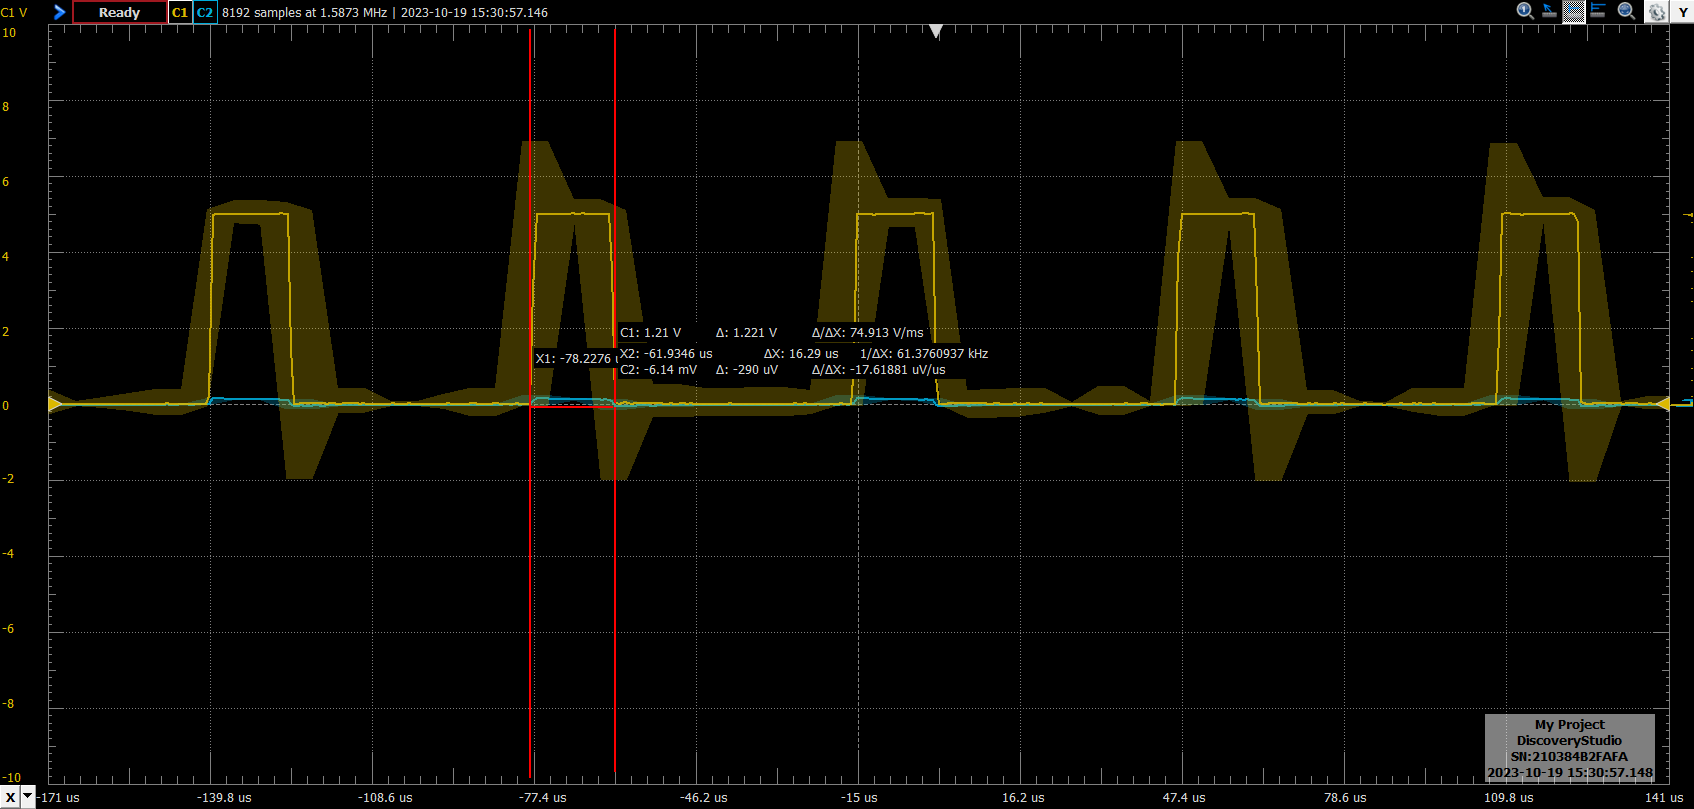 C1 V Ready C1 C2 8192 samples at 1.5873 MHz | 2023-10-19 15:30:57.146 Y
10
8
6
4
2
0
-2
-4
-6
-8
-10
C1: 1.21 V Δ: 1.221 V Δ/ΔX: 74.913 V/ms
X1: -78.2276 X2: -61.9346 us ΔX: 16.29 us 1/ΔX: 61.3760937 kHz
C2: -6.14 mV Δ: -290 uV Δ/ΔX: -17.61881 uV/us
My Project
DiscoveryStudio
SN:210384B2FAFA
2023-10-19 15:30:57.148
X -171 us -139.8 us -108.6 us -77.4 us -46.2 us -15 us 16.2 us 47.4 us 78.6 us 109.8 us 141 us